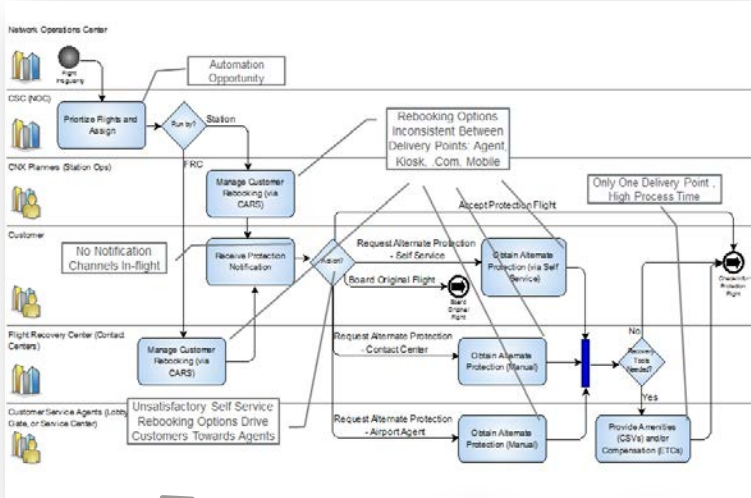 Network Operations Center
Flight
Irregularity
Automation
Opportunity
CSC (NOC)
Prioritize Flights and
Assign
Run by?
Station
FRC
Rebooking Options
Inconsistent Between
Delivery Points: Agent,
Kiosk, .Com, Mobile
CNX Planners (Station Ops)
Manage Customer
Rebooking (via
CARS)
Only One Delivery Point ,
High Process Time
Accept Protection Flight
Customer
No Notification
Channels In-flight
Receive Protection
Notification
Action?
Request Alternate Protection
- Self Service
Obtain Alternate
Protection (via Self
Service)
Board Original Flight
Board
Original
Flight
Protection
Flight
Flight Recovery Center (Contact
Centers)
Manage Customer
Rebooking (via
CARS)
Request Alternate Protection
- Contact Center
Obtain Alternate
Protection (Manual)
No
Recovery
Tools
Needed?
Yes
Customer Service Agents (Lobby,
Gate, or Service Center)
Unsatisfactory Self Service
Rebooking Options Drive
Customers Towards Agents
Request Alternate Protection
- Airport Agent
Obtain Alternate
Protection (Manual)
Provide Amenities
(CSVs) and/or
Compensation (ETCs)